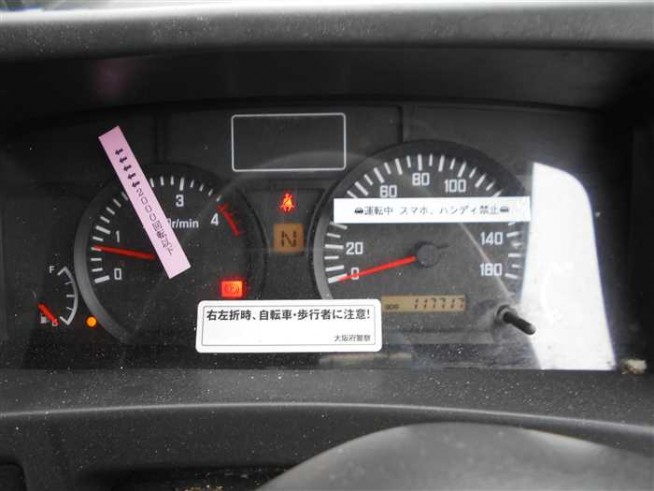 ←←←←2000回転以下
0
1
3
4
r/min
F
N
0
20
60
80
100
140
180
運転中 スマホ、ハンディ禁止
ODO 117717
右左折時、自転車・歩行者に注意!
大阪府警察